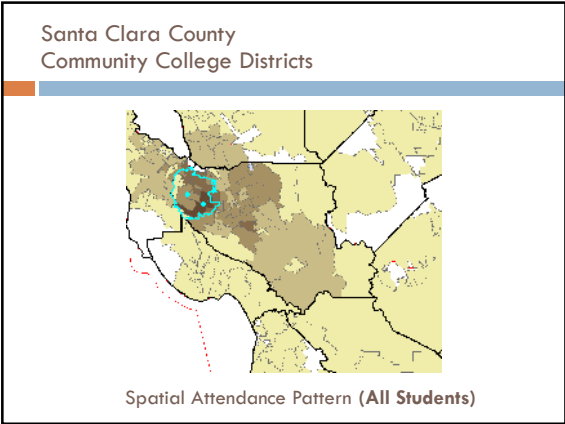 Santa Clara County
Community College Districts
Spatial Attendance Pattern (All Students)